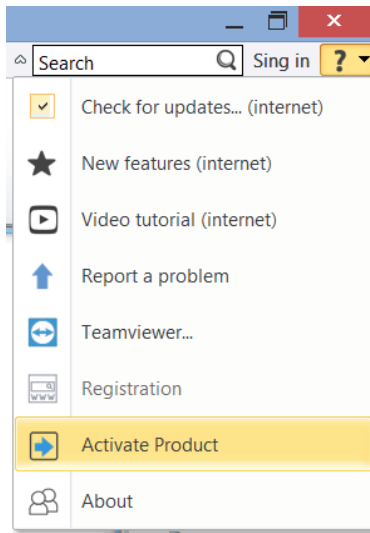 Search Sing in ?
Check for updates... (internet)
New features (internet)
Video tutorial (internet)
Report a problem
Teamviewer...
WWW
Registration
Activate Product
About